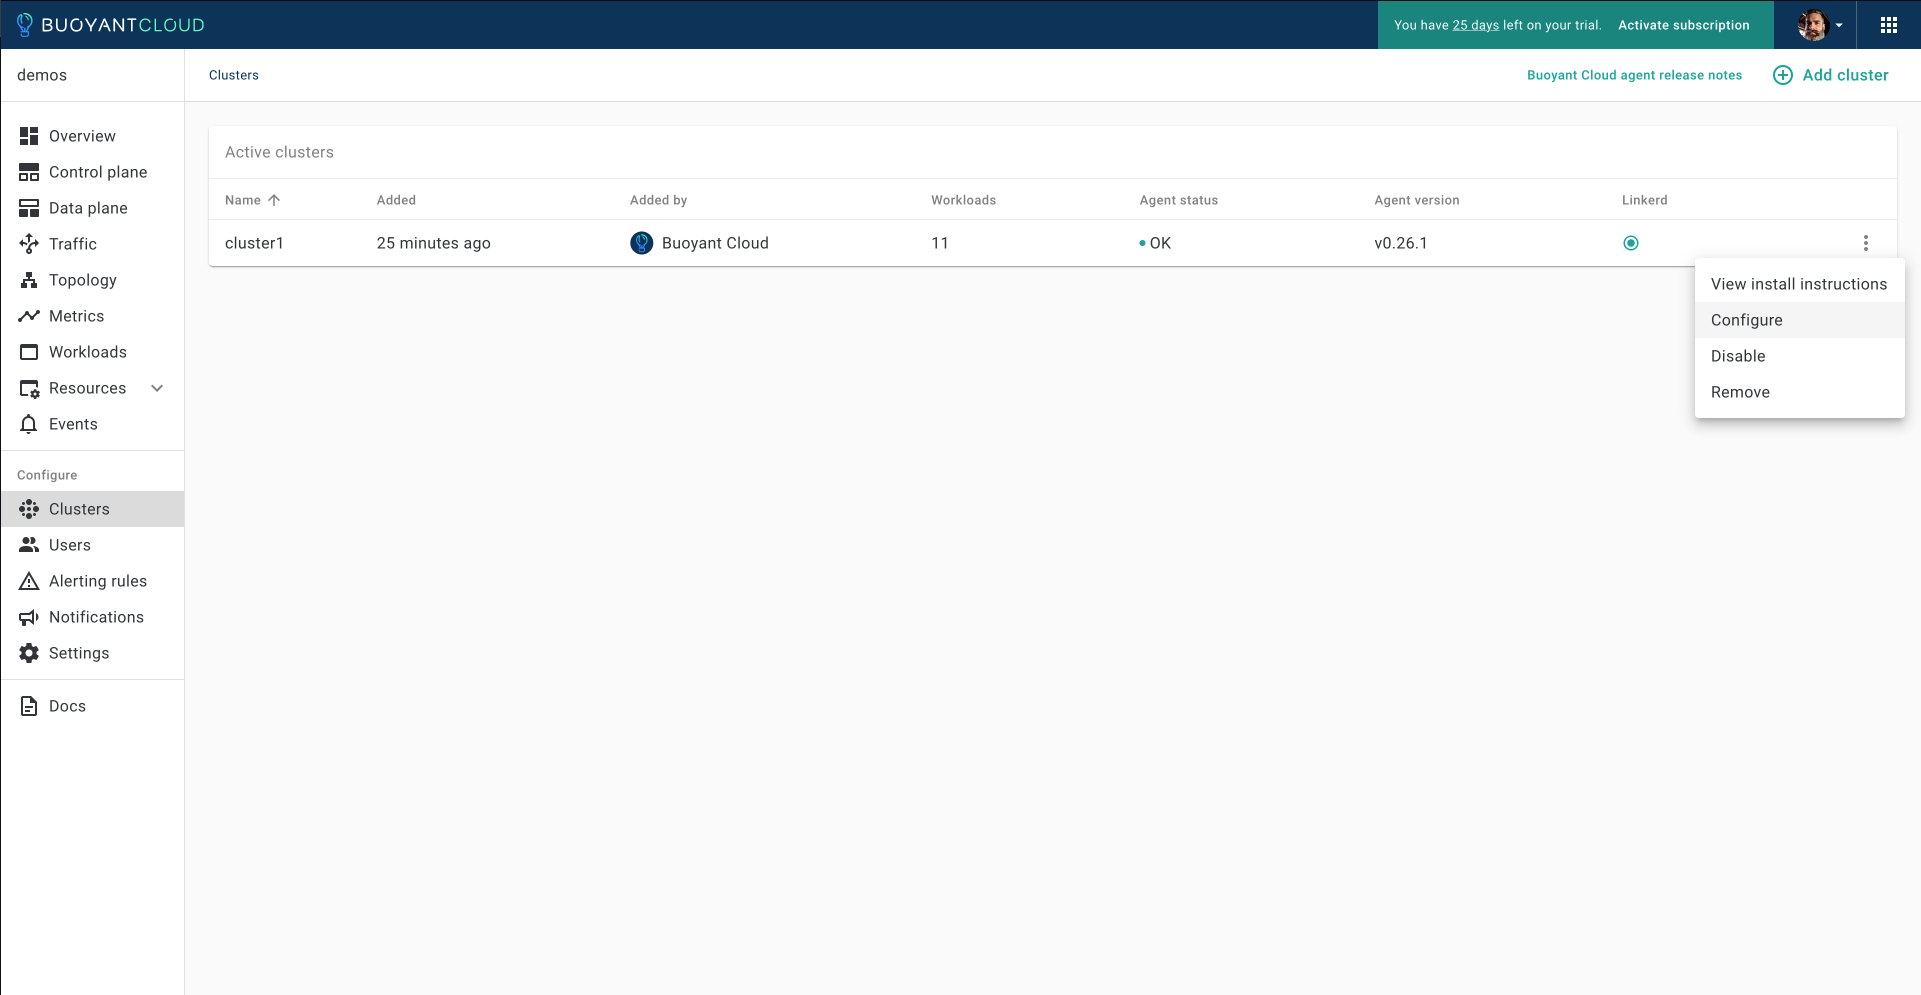 BUOYANTCLOUD
You have 25 days left on your trial. Activate subscription
demos
Clusters
Buoyant Cloud agent release notes
Add cluster
Overview
Control plane
Data plane
Traffic
Topology
Metrics
Workloads
Resources
Events
Configure
Clusters
Users
Alerting rules
Notifications
Settings
Docs
Active clusters
Name Added Added by Workloads Agent status Agent version Linkerd
cluster1 25 minutes ago Buoyant Cloud 11 OK v0.26.1
View install instructions
Configure
Disable
Remove